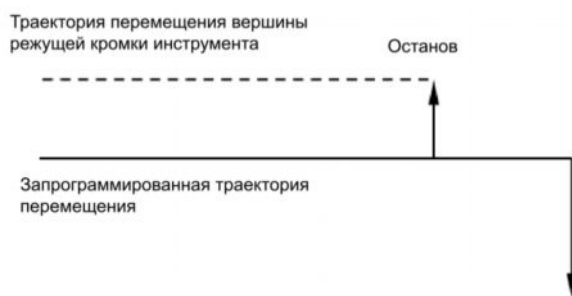 Траектория перемещения вершины
режущей кромки инструмента
Останов
Запрограммированная траектория
перемещения